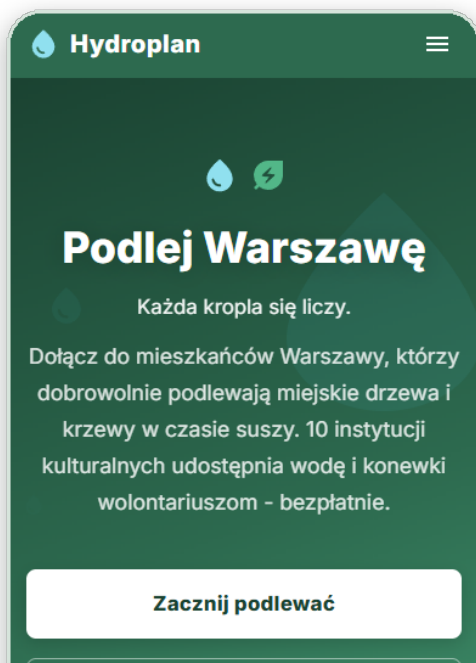 Hydroplan
Podlej Warszawę
Każda kropla się liczy.
Dołącz do mieszkańców Warszawy, którzy
dobrowolnie podlewają miejskie drzewa i
krzewy w czasie suszy. 10 instytucji
kulturalnych udostępnia wodę i konewki
wolontariuszom - bezpłatnie.
Zacznij podlewać